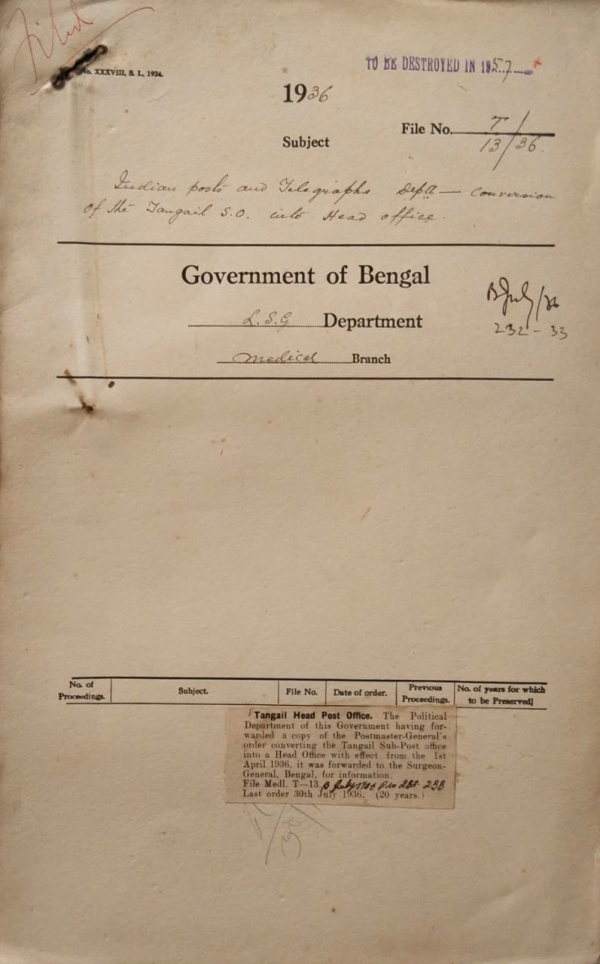 Filed
No. XXXVIII, S. I., 1934.
TO BE DESTROYED IN 1957
1936
File No. T/13/36.
Subject
Indian posts and Telegraphs Deptt — conversion
of the Tangail S.O. into Head office.
Government of Bengal
L.S.G Department
B July/36
232-33
Medical Branch
No. of Proceedings. Subject. File No. Date of order. Previous Proceedings. No. of years for which to be Preserved
Tangail Head Post Office. The Political
Department of this Government having for-
warded a copy of the Postmaster-General's
order converting the Tangail Sub-Post office
into a Head Office with effect from the 1st
April 1936, it was forwarded to the Surgeon-
General, Bengal, for information.
File Medl. T—13. B July
Last order 30th July 1936. (20 years.)